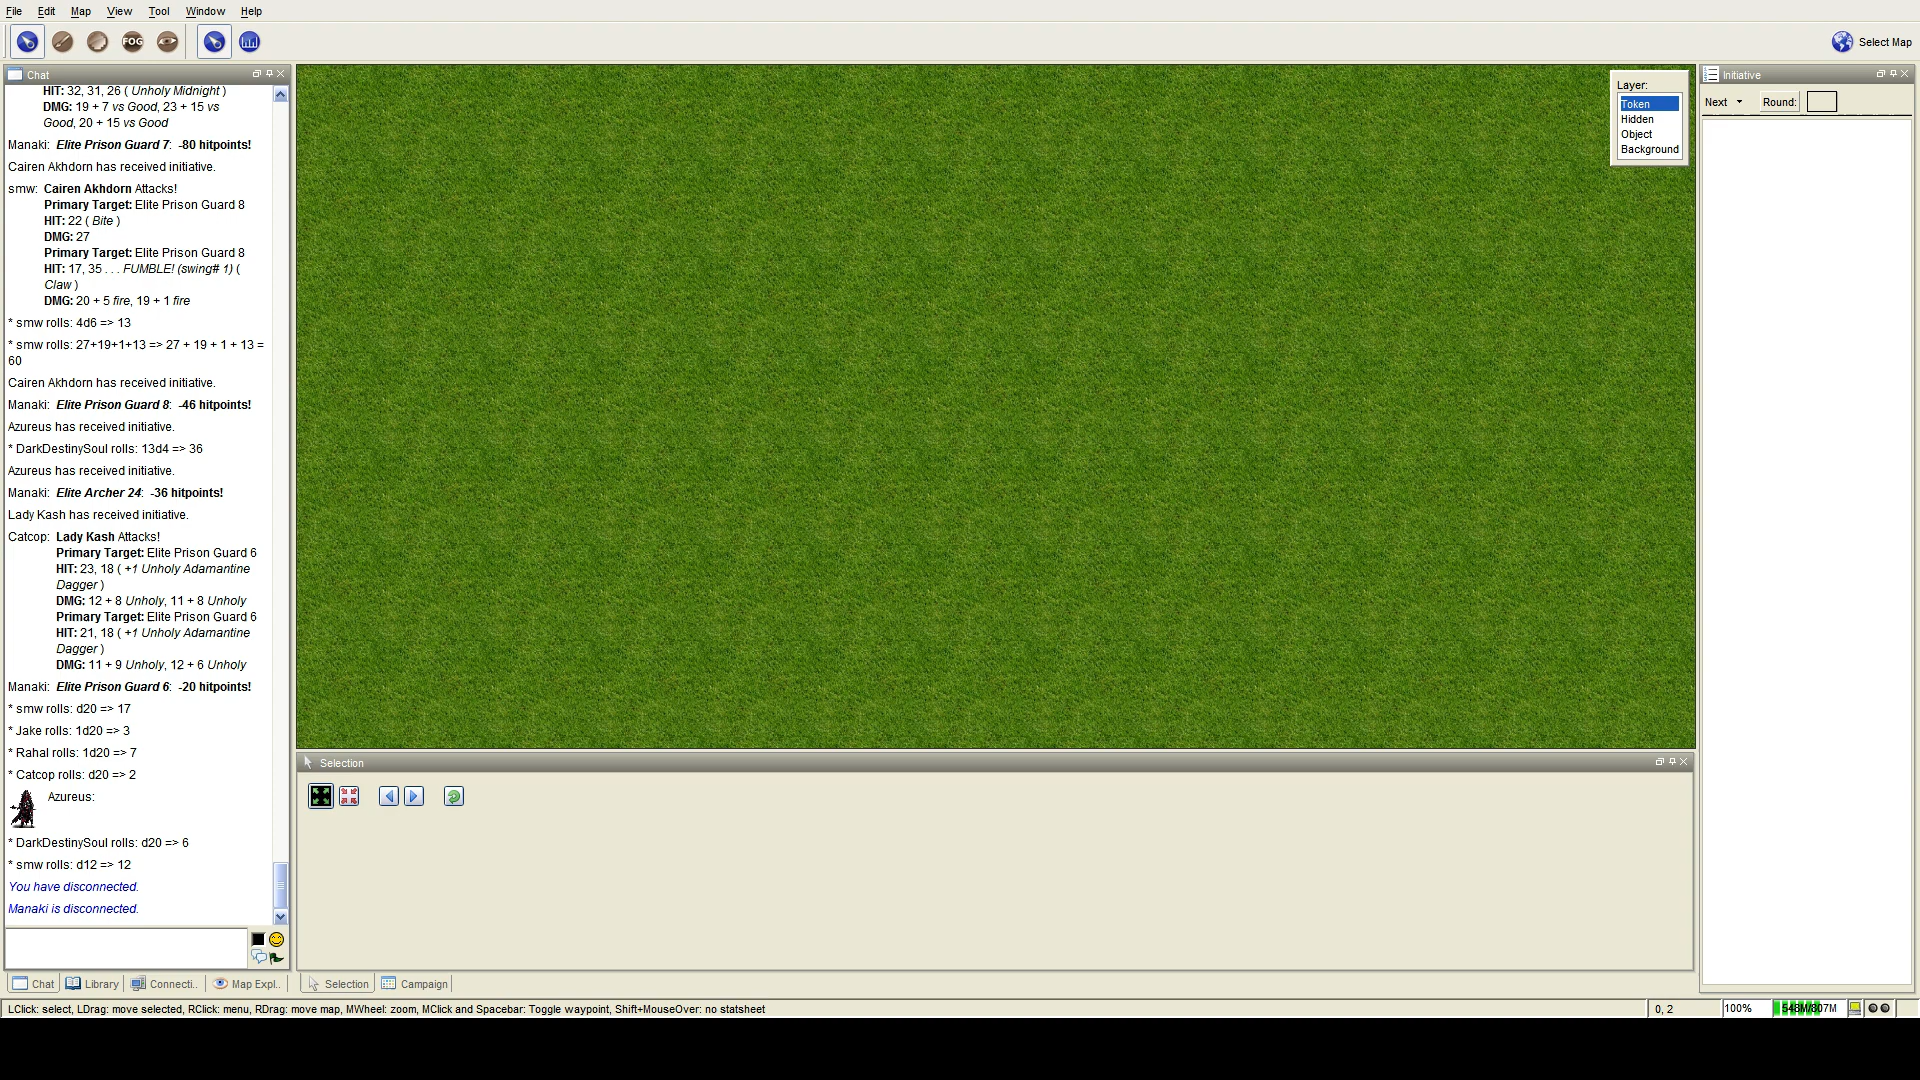 File Edit Map View Tool Window Help
FOG
Select Map
Chat
HIT: 32, 31, 26 ( Unholy Midnight )
DMG: 19 + 7 vs Good, 23 + 15 vs
Good, 20 + 15 vs Good
Manaki: Elite Prison Guard 7: -80 hitpoints!
Cairen Akhdorn has received initiative.
smw: Cairen Akhdorn Attacks!
Primary Target: Elite Prison Guard 8
HIT: 22 ( Bite )
DMG: 27
Primary Target: Elite Prison Guard 8
HIT: 17, 35 . . . FUMBLE! (swing# 1) (
Claw )
DMG: 20 + 5 fire, 19 + 1 fire
* smw rolls: 4d6 => 13
* smw rolls: 27+19+1+13 => 27 + 19 + 1 + 13 =
60
Cairen Akhdorn has received initiative.
Manaki: Elite Prison Guard 8: -46 hitpoints!
Azureus has received initiative.
* DarkDestinySoul rolls: 13d4 => 36
Azureus has received initiative.
Manaki: Elite Archer 24: -36 hitpoints!
Lady Kash has received initiative.
Catcop: Lady Kash Attacks!
Primary Target: Elite Prison Guard 6
HIT: 23, 18 ( +1 Unholy Adamantine
Dagger )
DMG: 12 + 8 Unholy, 11 + 8 Unholy
Primary Target: Elite Prison Guard 6
HIT: 21, 18 ( +1 Unholy Adamantine
Dagger )
DMG: 11 + 9 Unholy, 12 + 6 Unholy
Manaki: Elite Prison Guard 6: -20 hitpoints!
* smw rolls: d20 => 17
* Jake rolls: 1d20 => 3
* Rahal rolls: 1d20 => 7
* Catcop rolls: d20 => 2
Azureus:
* DarkDestinySoul rolls: d20 => 6
* smw rolls: d12 => 12
You have disconnected.
Manaki is disconnected.
Chat Library Connecti.. Map Expl..
Layer:
Token
Hidden
Object
Background
Selection
Selection Campaign
Initiative
Next Round:
LClick: select, LDrag: move selected, RClick: menu, RDrag: move map, MWheel: zoom, MClick and Spacebar: Toggle waypoint, Shift+MouseOver: no statsheet
0, 2
100%
548M/807M